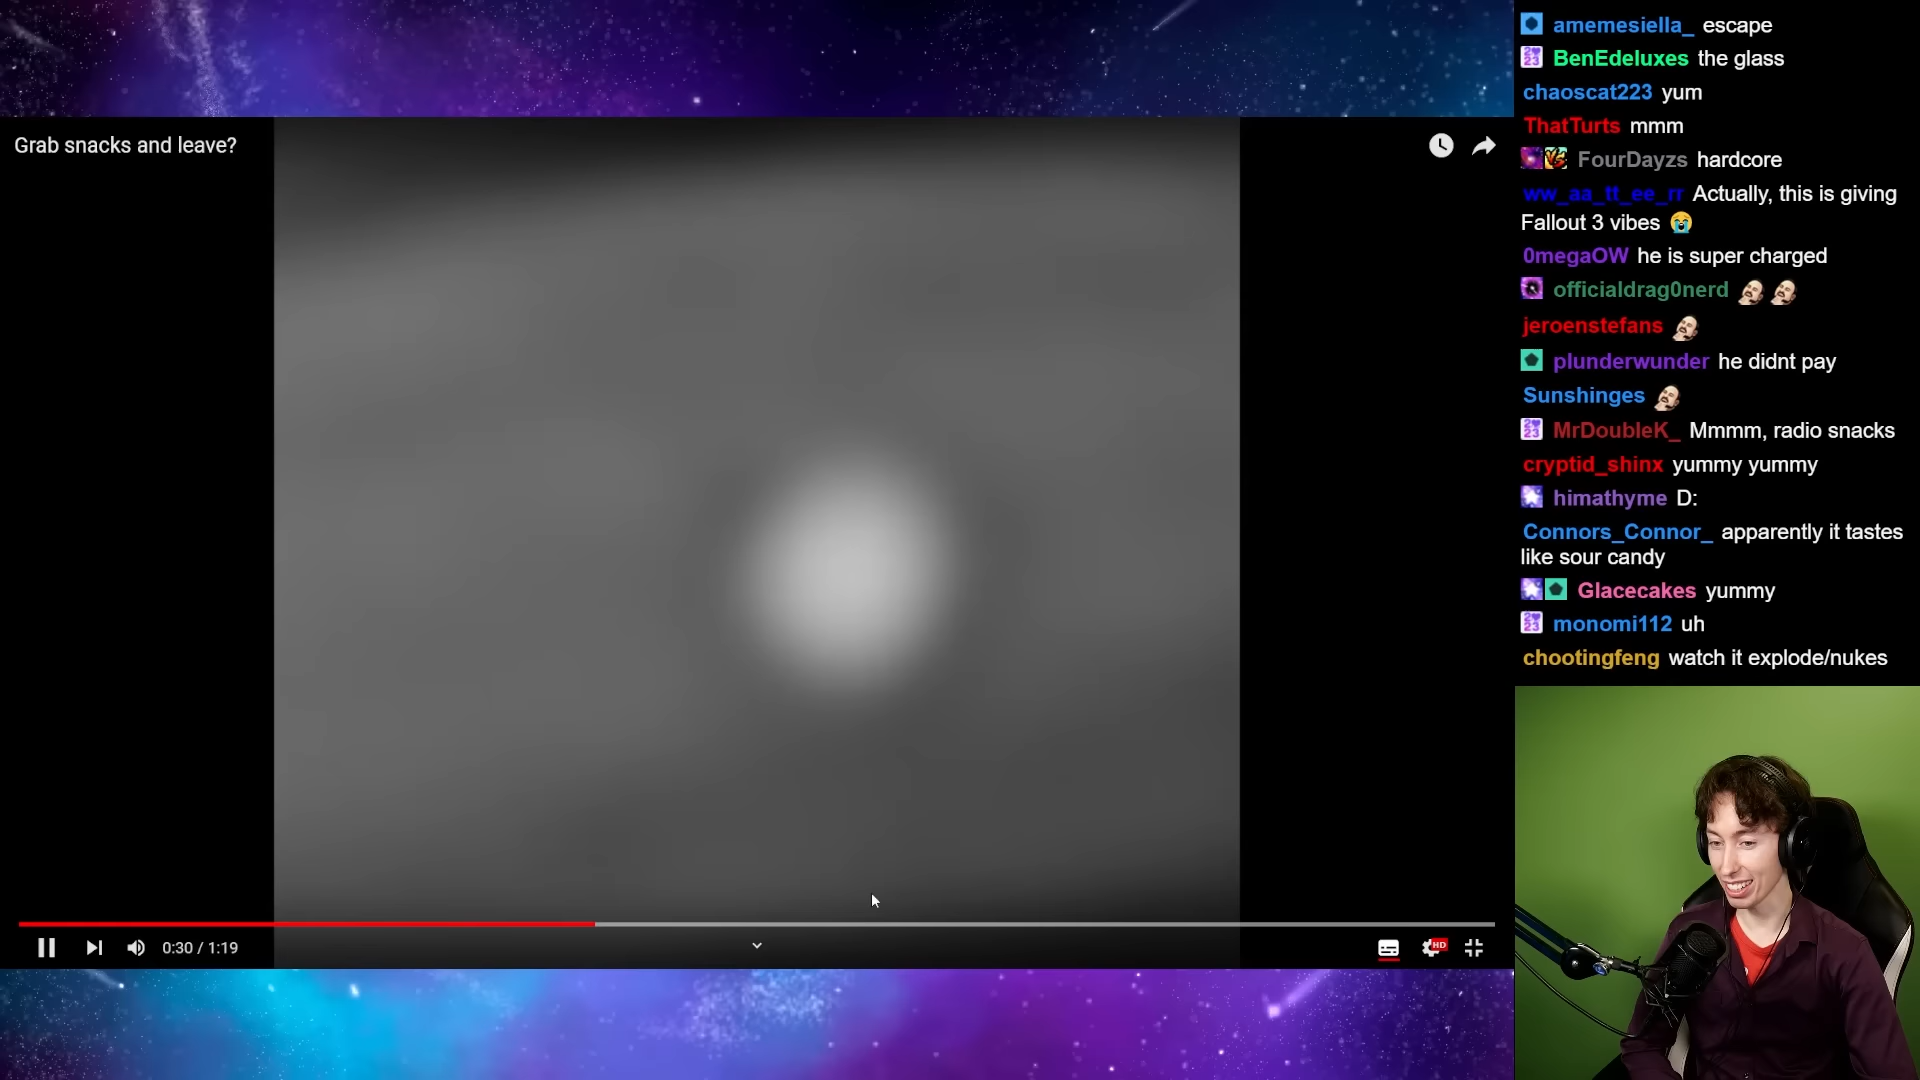 Grab snacks and leave?
0:30 / 1:19
HD
amemesiella_ escape
BenEdeluxes the glass
chaoscat223 yum
ThatTurts mmm
FourDayzs hardcore
ww_aa_tt_ee_rr Actually, this is giving
Fallout 3 vibes 😭
0megaOW he is super charged
officialdrag0nerd
jeroenstefans
plunderwunder he didnt pay
Sunshinges
MrDoubleK_ Mmmm, radio snacks
cryptid_shinx yummy yummy
himathyme D:
Connors_Connor_ apparently it tastes
like sour candy
Glacecakes yummy
monomi112 uh
chootingfeng watch it explode/nukes